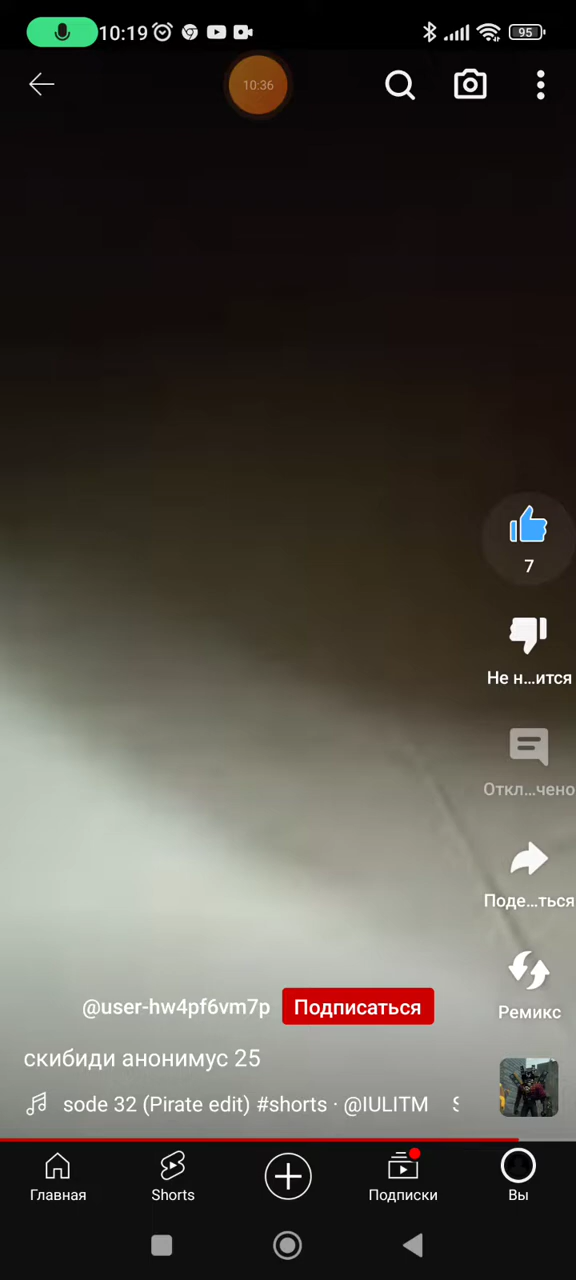 10:19
95
10:36
7
Не н...ится
Откл...чено
Поде...ться
@user-hw4pf6vm7p
Подписаться
Ремикс
скибиди анонимус 25
sode 32 (Pirate edit) #shorts · @IULITM
Главная
Shorts
Подписки
Вы